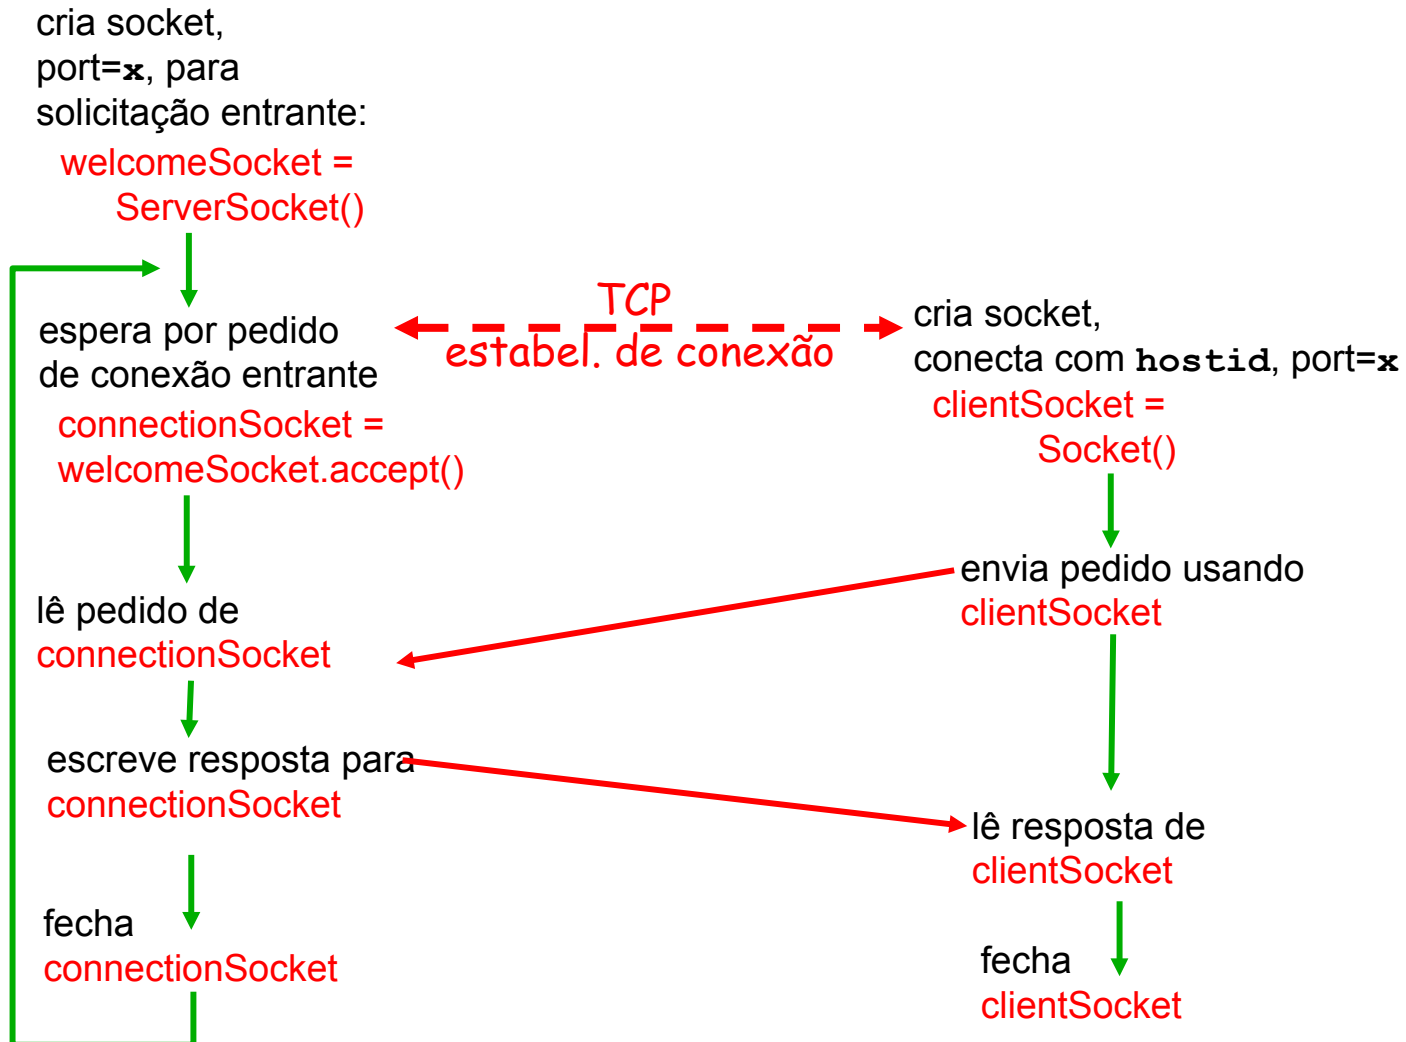 cria socket,
port=x, para
solicitação entrante:
welcomeSocket =
ServerSocket()
espera por pedido
de conexão entrante
connectionSocket =
welcomeSocket.accept()
TCP
estabel. de conexão
cria socket,
conecta com hostid, port=x
clientSocket =
Socket()
envia pedido usando
clientSocket
lê pedido de
connectionSocket
escreve resposta para
connectionSocket
lê resposta de
clientSocket
fecha
connectionSocket
fecha
clientSocket